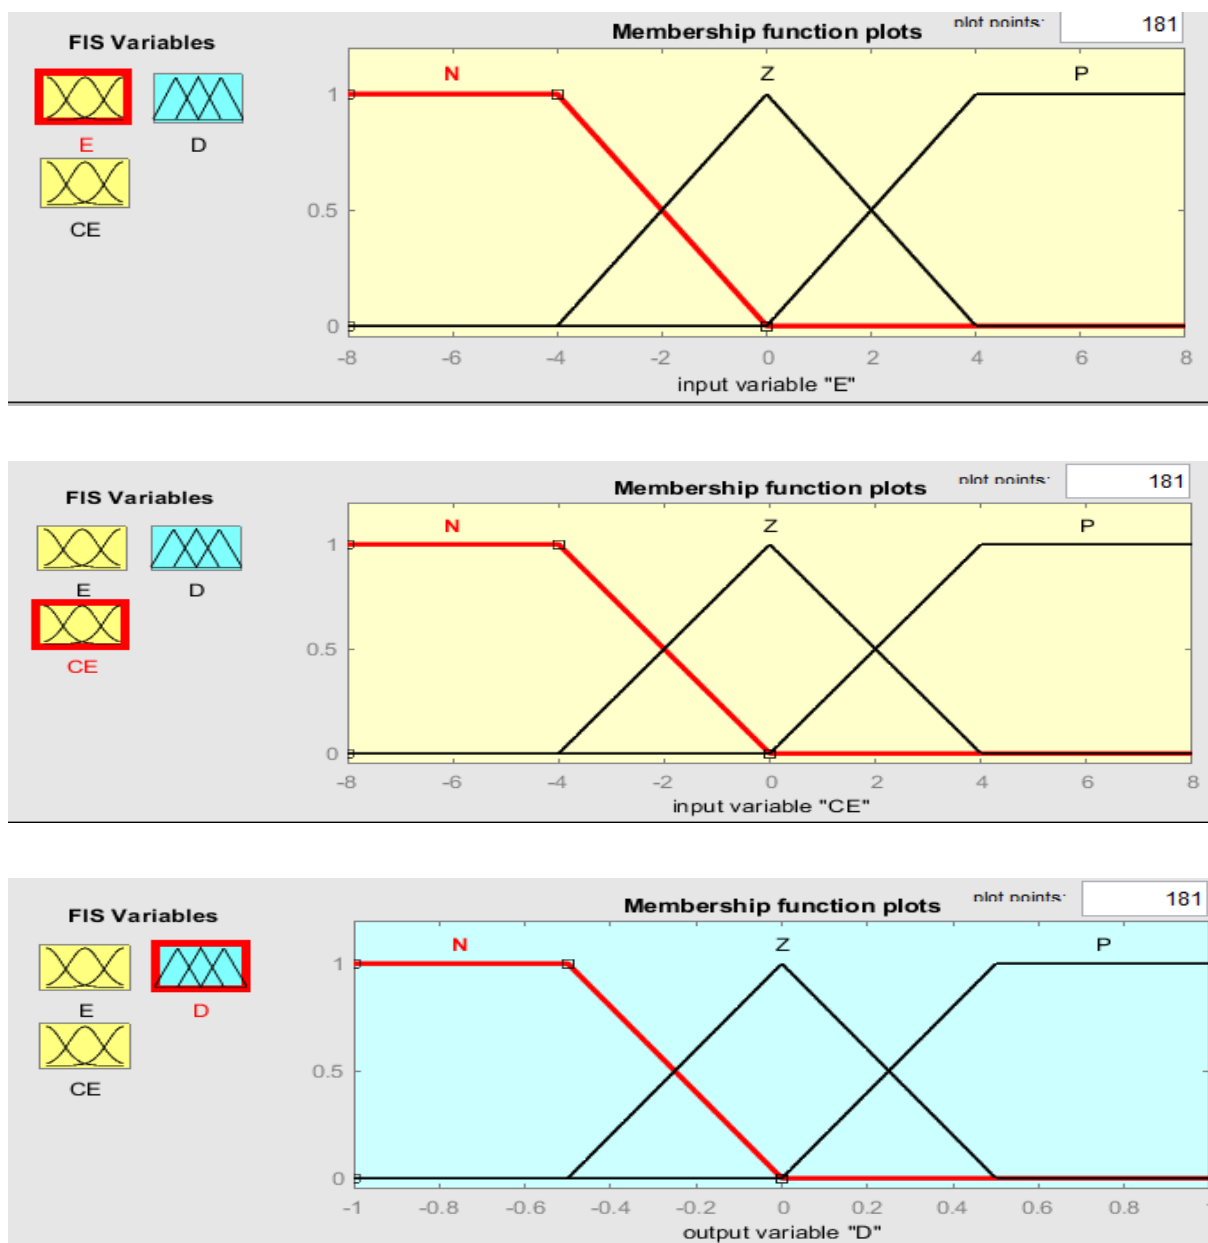 FIS Variables
Membership function plots
plot points:
181
E
D
CE
N
Z
P
1
0.5
0
-8 -6 -4 -2 0 2 4 6 8
input variable "E"
FIS Variables
Membership function plots
plot points:
181
E
D
CE
N
Z
P
1
0.5
0
-8 -6 -4 -2 0 2 4 6 8
input variable "CE"
FIS Variables
Membership function plots
plot points:
181
E
D
CE
N
Z
P
1
0.5
0
-1 -0.8 -0.6 -0.4 -0.2 0 0.2 0.4 0.6 0.8
output variable "D"